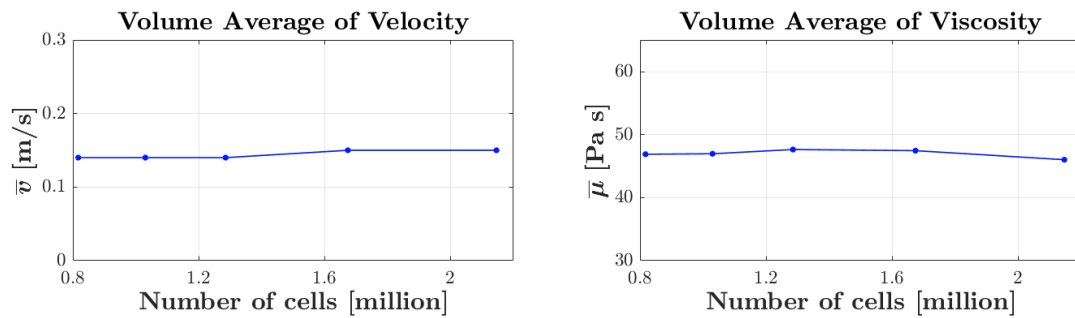 Volume Average of Velocity
0.3
0.2
0.1
0
v̅ [m/s]
0.8
1.2
1.6
2
Number of cells [million]
Volume Average of Viscosity
60
50
40
30
μ̅ [Pa s]
0.8
1.2
1.6
2
Number of cells [million]